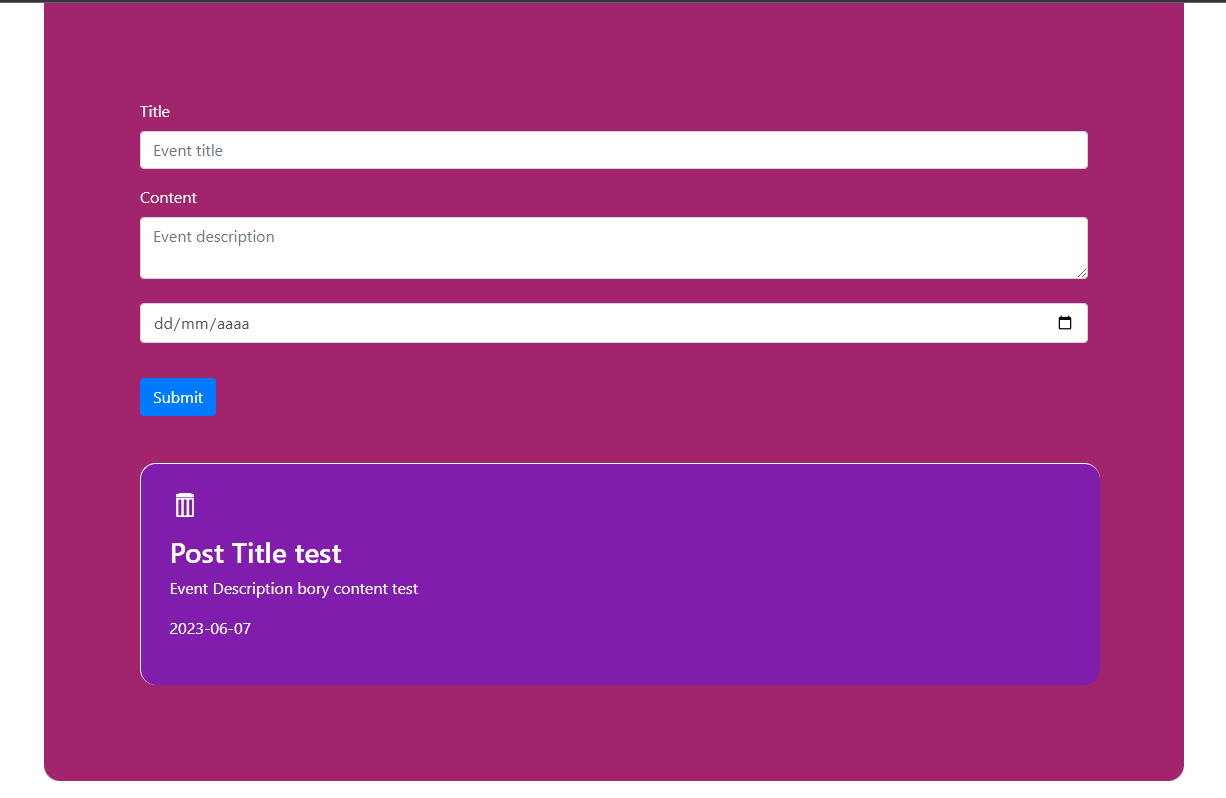 Title
Event title
Content
Event description
dd/mm/aaaa
Submit
Post Title test
Event Description bory content test
2023-06-07